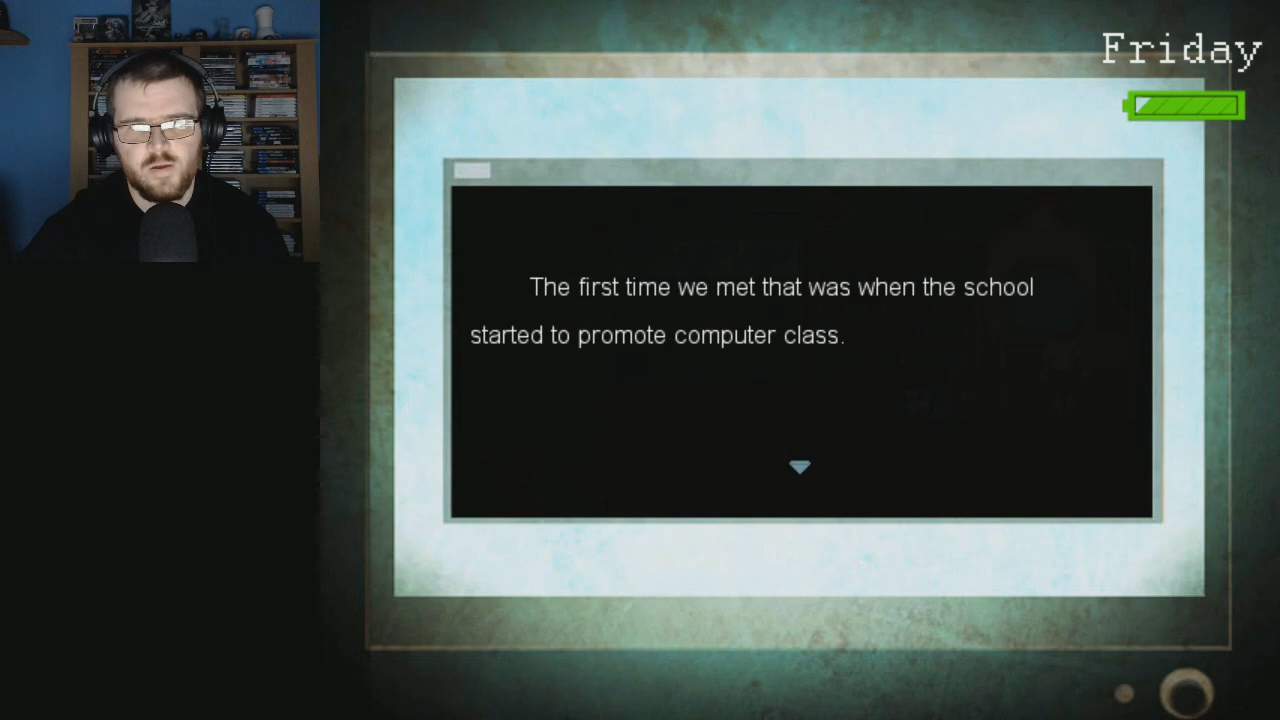 Friday
The first time we met that was when the school
started to promote computer class.